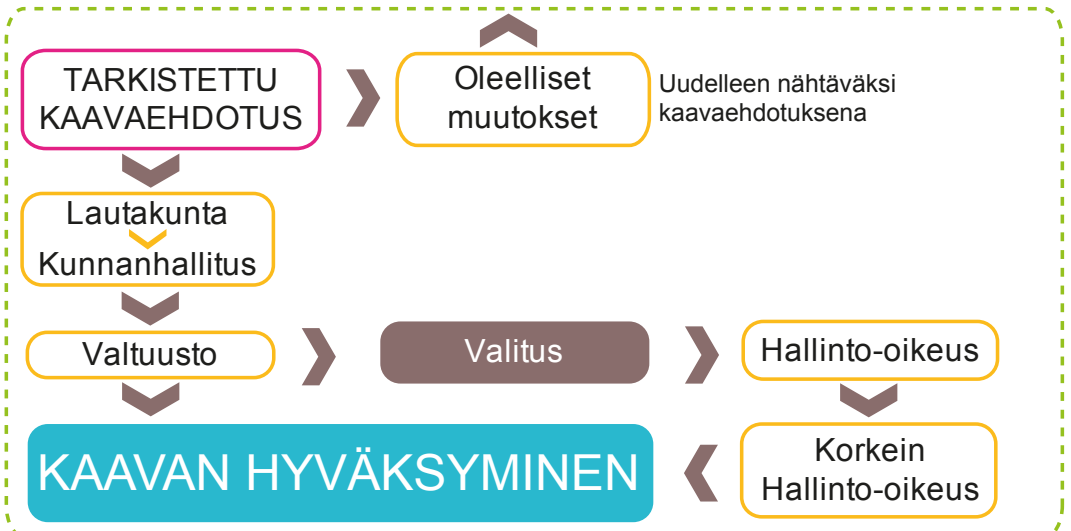 TARKISTETTU
KAAVAEHDOTUS
Oleelliset
muutokset
Uudelleen nähtäväksi
kaavaehdotuksena
Lautakunta
Kunnanhallitus
Valtuusto
Valitus
Hallinto-oikeus
Korkein
Hallinto-oikeus
KAAVAN HYVÄKSYMINEN